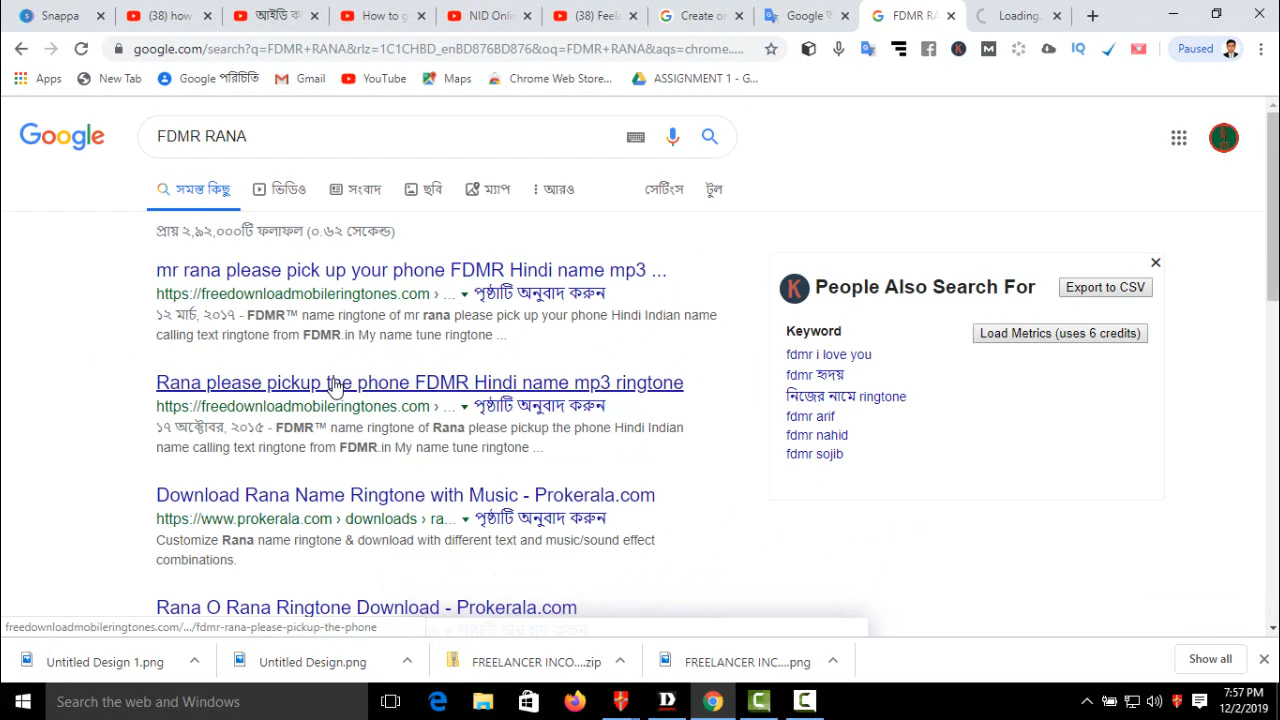 Snappa
(38) how
আইডি ক
How to g
NID Onli
(38) Feel
Create or
Google
FDMR RA
Loading...
google.com/search?q=FDMR+RANA&rlz=1C1CHBD_enBD876BD876&oq=FDMR+RANA&aqs=chrome....
Paused
Apps
New Tab
Google পরিচিতি
Gmail
YouTube
Maps
Chrome Web Store...
ASSIGNMENT 1 - G...
Google
FDMR RANA
সমস্ত কিছু
ভিডিও
সংবাদ
ছবি
ম্যাপ
আরও
সেটিংস
টুল
প্রায় ২,৯২,০০০টি ফলাফল (০.৬২ সেকেন্ড)
mr rana please pick up your phone FDMR Hindi name mp3 ...
https://freedownloadmobileringtones.com › ... ▾ পৃষ্ঠাটি অনুবাদ করুন
১২ মার্চ, ২০১৭ - FDMR™ name ringtone of mr rana please pick up your phone Hindi Indian name
calling text ringtone from FDMR.in My name tune ringtone ...
Rana please pickup the phone FDMR Hindi name mp3 ringtone
https://freedownloadmobileringtones.com › ... ▾ পৃষ্ঠাটি অনুবাদ করুন
১৭ অক্টোবর, ২০১৫ - FDMR™ name ringtone of Rana please pickup the phone Hindi Indian
name calling text ringtone from FDMR.in My name tune ringtone ...
Download Rana Name Ringtone with Music - Prokerala.com
https://www.prokerala.com › downloads › ra... ▾ পৃষ্ঠাটি অনুবাদ করুন
Customize Rana name ringtone & download with different text and music/sound effect
combinations.
Rana O Rana Ringtone Download - Prokerala.com
K People Also Search For
Export to CSV
Keyword
Load Metrics (uses 6 credits)
fdmr i love you
fdmr হৃদয়
নিজের নামে ringtone
fdmr arif
fdmr nahid
fdmr sojib
freedownloadmobileringtones.com/.../fdmr-rana-please-pickup-the-phone
Untitled Design 1.png
Untitled Design.png
FREELANCER INCO....zip
FREELANCER INC....png
Show all
Search the web and Windows
7:57 PM
12/2/2019